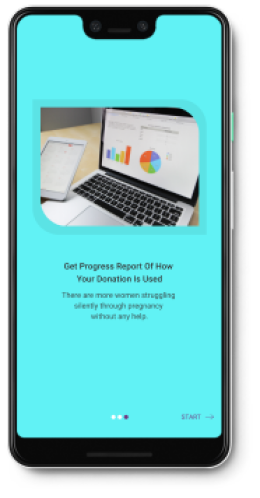 Get Progress Report Of How
Your Donation Is Used
There are more women struggling
silently through pregnancy
without any help.
START →